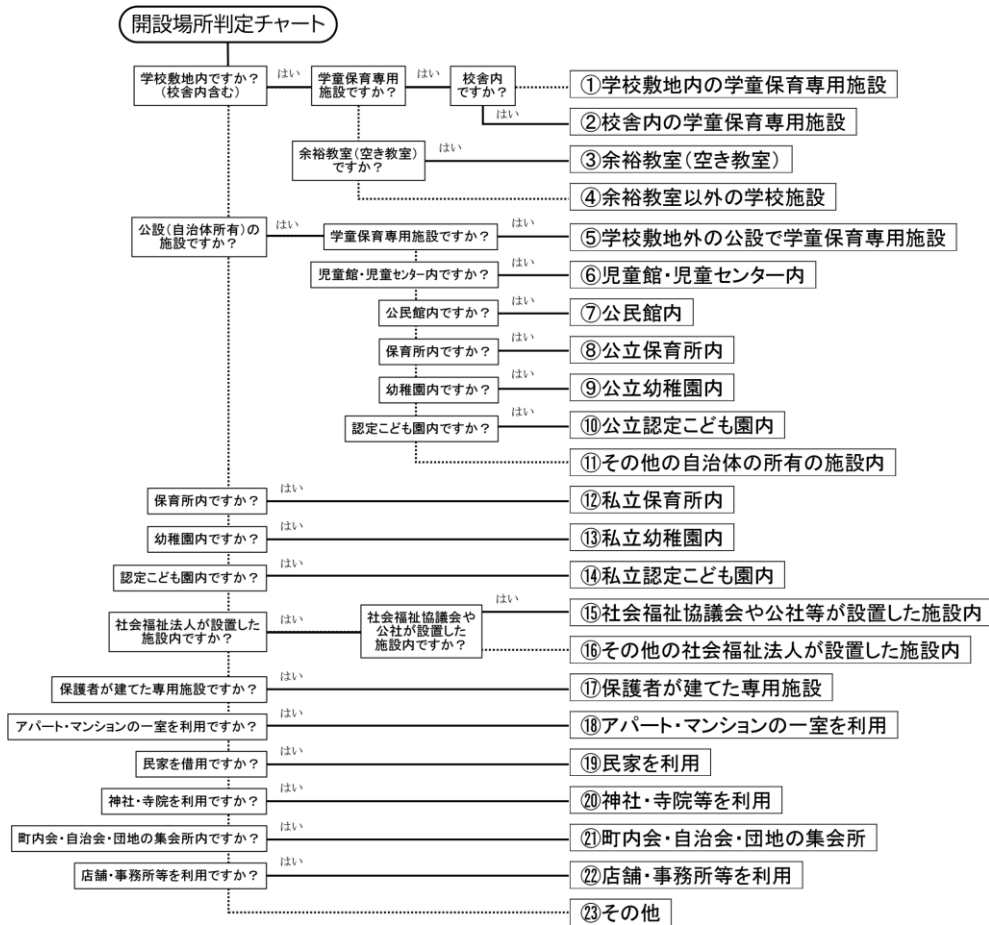 開設場所判定チャート
学校敷地内ですか？
（校舎内含む）
はい
学童保育専用
施設ですか？
はい
校舎内
ですか？
①学校敷地内の学童保育専用施設
はい
②校舎内の学童保育専用施設
余裕教室（空き教室）
ですか？
はい
③余裕教室（空き教室）
④余裕教室以外の学校施設
公設（自治体所有）の
施設ですか？
はい
学童保育専用施設ですか？
はい
⑤学校敷地外の公設で学童保育専用施設
児童館・児童センター内ですか？
はい
⑥児童館・児童センター内
公民館内ですか？
はい
⑦公民館内
保育所内ですか？
はい
⑧公立保育所内
幼稚園内ですか？
はい
⑨公立幼稚園内
認定こども園内ですか？
はい
⑩公立認定こども園内
⑪その他の自治体の所有の施設内
保育所内ですか？
はい
⑫私立保育所内
幼稚園内ですか？
はい
⑬私立幼稚園内
認定こども園内ですか？
はい
⑭私立認定こども園内
社会福祉法人が設置した
施設内ですか？
はい
社会福祉協議会や
公社が設置した
施設内ですか？
はい
⑮社会福祉協議会や公社等が設置した施設内
⑯その他の社会福祉法人が設置した施設内
保護者が建てた専用施設ですか？
はい
⑰保護者が建てた専用施設
アパート・マンションの一室を利用ですか？
はい
⑱アパート・マンションの一室を利用
民家を借用ですか？
はい
⑲民家を利用
神社・寺院を利用ですか？
はい
⑳神社・寺院等を利用
町内会・自治会・団地の集会所内ですか？
はい
㉑町内会・自治会・団地の集会所
店舗・事務所等を利用ですか？
はい
㉒店舗・事務所等を利用
㉓その他